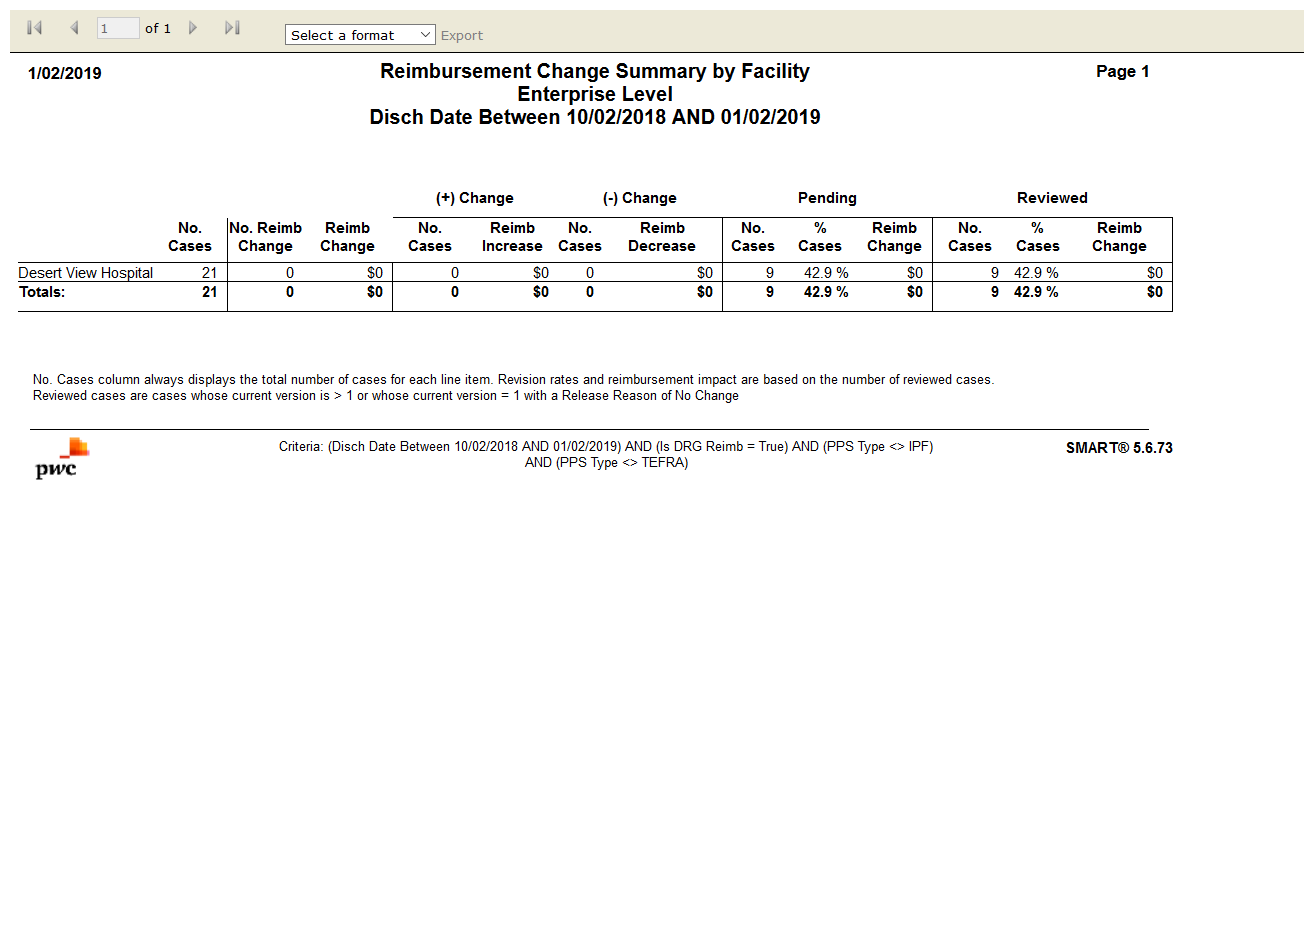 1 of 1 Select a format Export
1/02/2019 Reimbursement Change Summary by Facility Page 1
Enterprise Level
Disch Date Between 10/02/2018 AND 01/02/2019
(+) Change (-) Change Pending Reviewed
No. No. Reimb Reimb No. Reimb No. Reimb No. % Reimb No. % Reimb
Cases Change Change Cases Increase Cases Decrease Cases Cases Change Cases Cases Change
Desert View Hospital 21 0 $0 0 $0 0 $0 9 42.9 % $0 9 42.9 % $0
Totals: 21 0 $0 0 $0 0 $0 9 42.9 % $0 9 42.9 % $0
No. Cases column always displays the total number of cases for each line item. Revision rates and reimbursement impact are based on the number of reviewed cases.
Reviewed cases are cases whose current version is > 1 or whose current version = 1 with a Release Reason of No Change
Criteria: (Disch Date Between 10/02/2018 AND 01/02/2019) AND (Is DRG Reimb = True) AND (PPS Type <> IPF) SMART® 5.6.73
AND (PPS Type <> TEFRA)
pwc